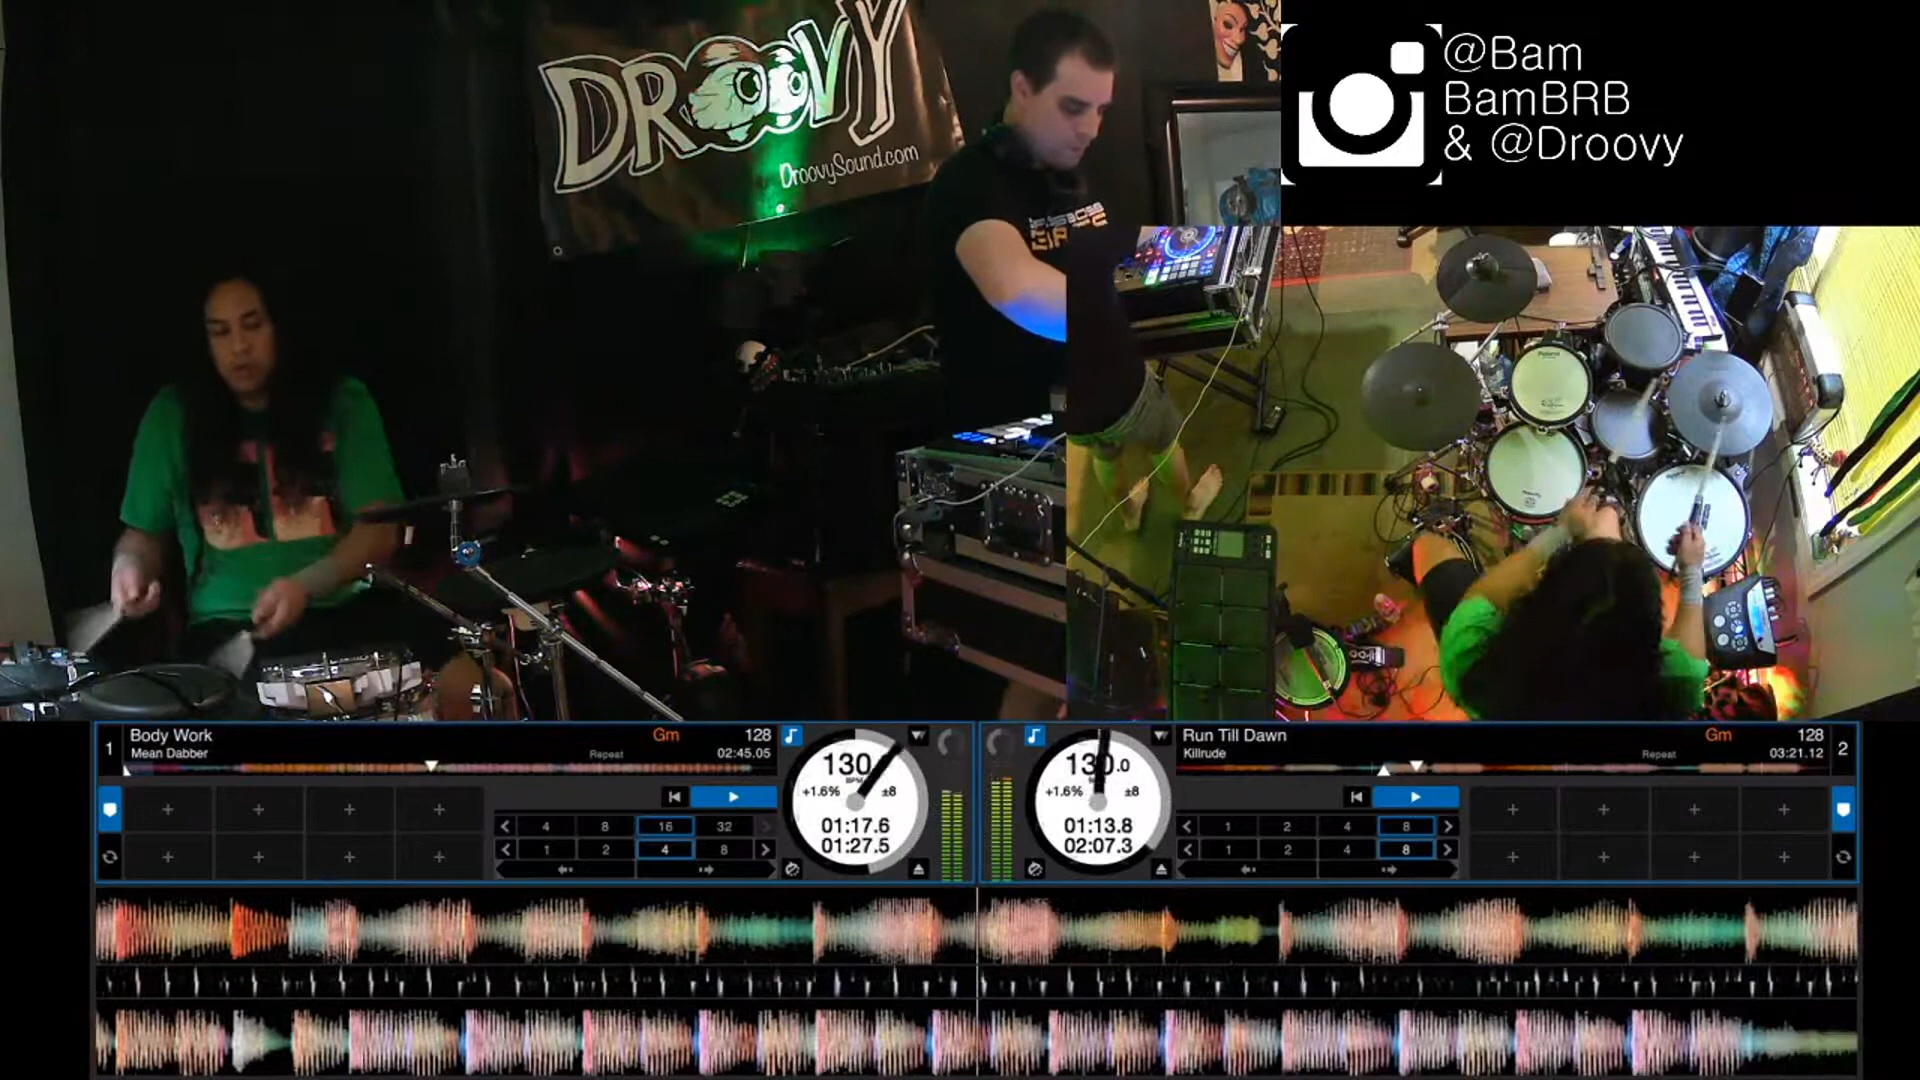 DROOVY
DroovySound.com
@Bam
BamBRB
& @Droovy
1
Body Work
Mean Dabber
Gm
128
Repeat
02:45.05
130
+1.6%
±8
01:17.6
01:27.5
4 8 16 32
1 2 4 8
130.0
+1.6%
±8
01:13.8
02:07.3
Run Till Dawn
Killrude
Gm
128
Repeat
03:21.12
2
1 2 4 8
1 2 4 8